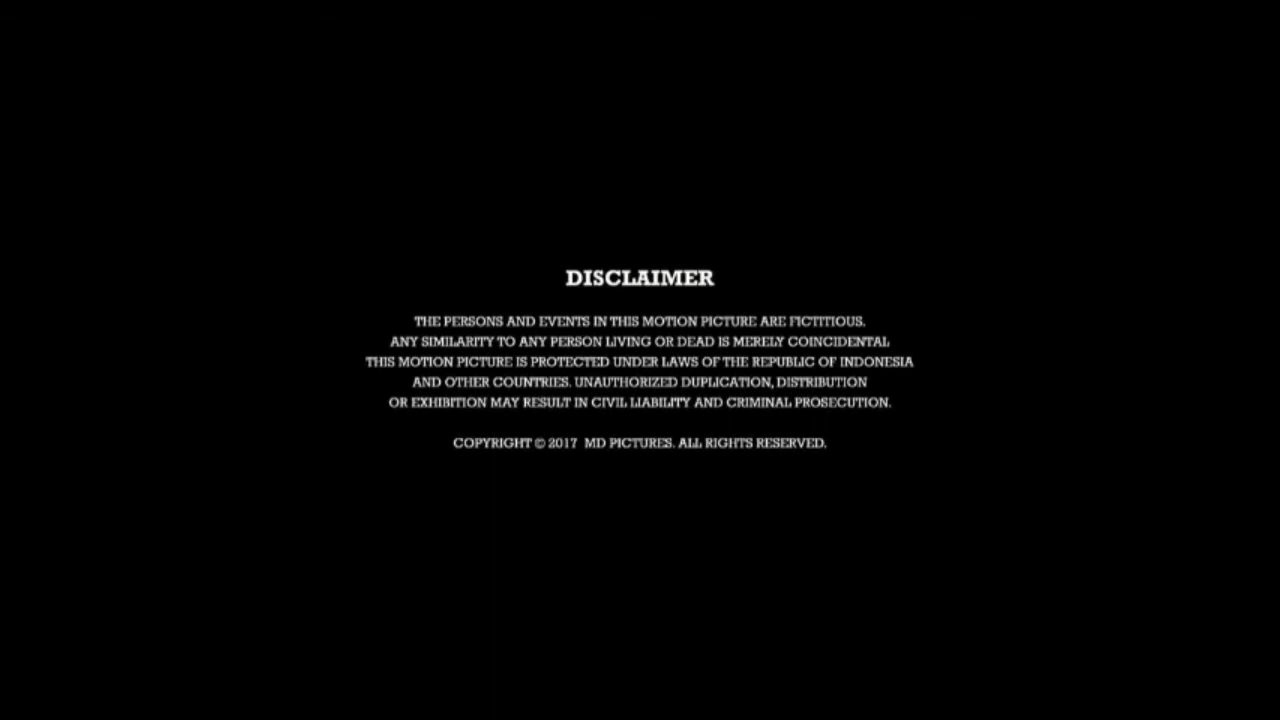 DISCLAIMER
THE PERSONS AND EVENTS IN THIS MOTION PICTURE ARE FICTITIOUS.
ANY SIMILARITY TO ANY PERSON LIVING OR DEAD IS MERELY COINCIDENTAL
THIS MOTION PICTURE IS PROTECTED UNDER LAWS OF THE REPUBLIC OF INDONESIA
AND OTHER COUNTRIES. UNAUTHORIZED DUPLICATION, DISTRIBUTION
OR EXHIBITION MAY RESULT IN CIVIL LIABILITY AND CRIMINAL PROSECUTION.
COPYRIGHT © 2017 MD PICTURES. ALL RIGHTS RESERVED.